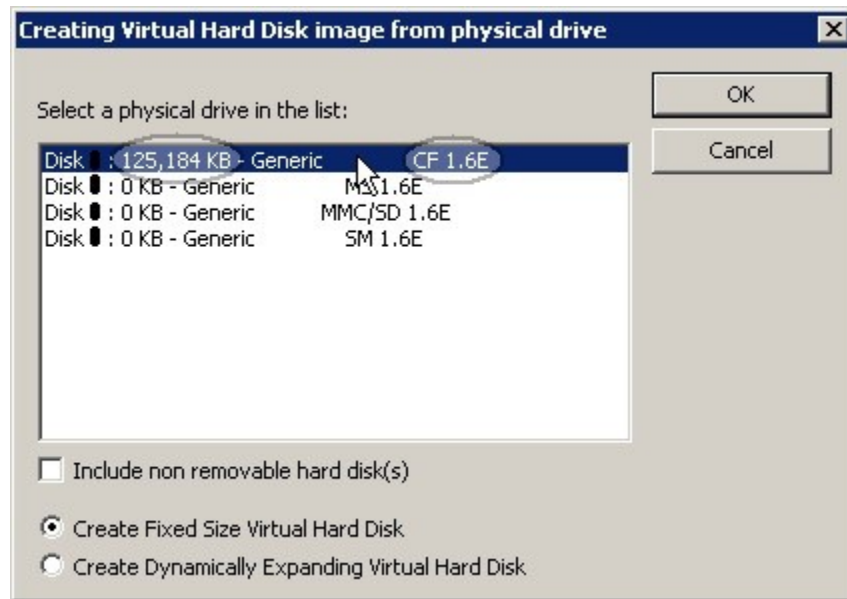 Creating Virtual Hard Disk image from physical drive
OK
Select a physical drive in the list:
Cancel
Disk : 125,184 KB - Generic CF 1.6E
Disk : 0 KB - Generic 1.6E
Disk : 0 KB - Generic MMC/SD 1.6E
Disk : 0 KB - Generic SM 1.6E
Include non removable hard disk(s)
Create Fixed Size Virtual Hard Disk
Create Dynamically Expanding Virtual Hard Disk